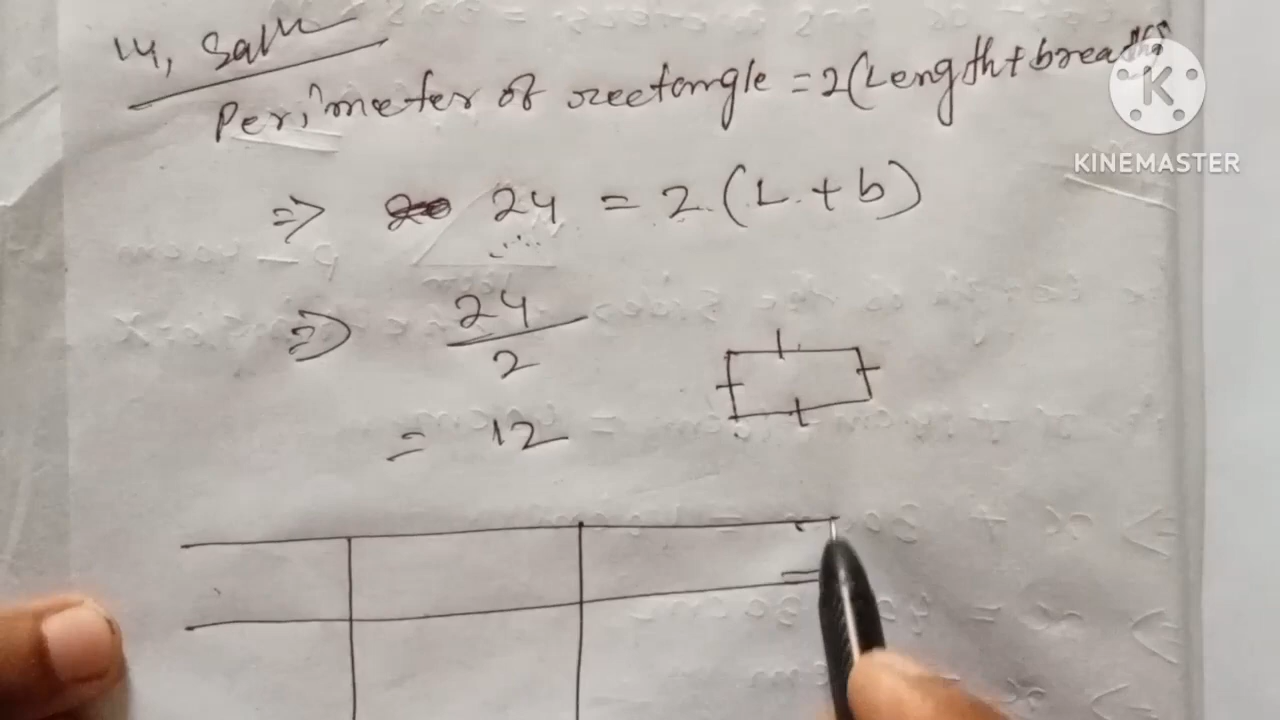 14, Soln
Perimeter of rectangle = 2(Length+breadth)
⇒ 24 = 2(L+b)
⇒ 24/2
= 12
K
KINEMASTER